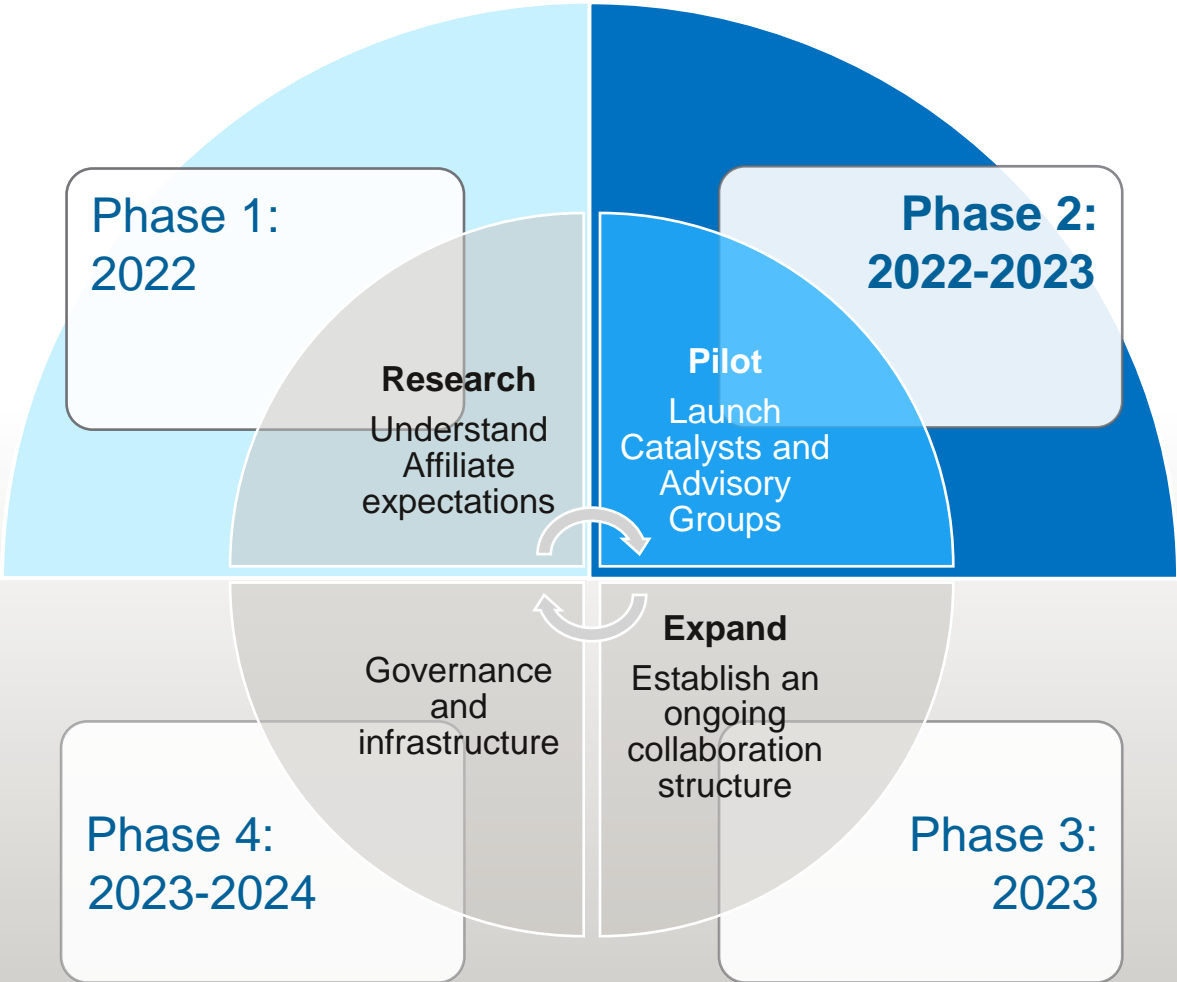 Phase 1:
2022
Phase 2:
2022-2023
Research
Understand
Affiliate
expectations
Pilot
Launch
Catalysts and
Advisory
Groups
Governance
and
infrastructure
Expand
Establish an
ongoing
collaboration
structure
Phase 4:
2023-2024
Phase 3:
2023